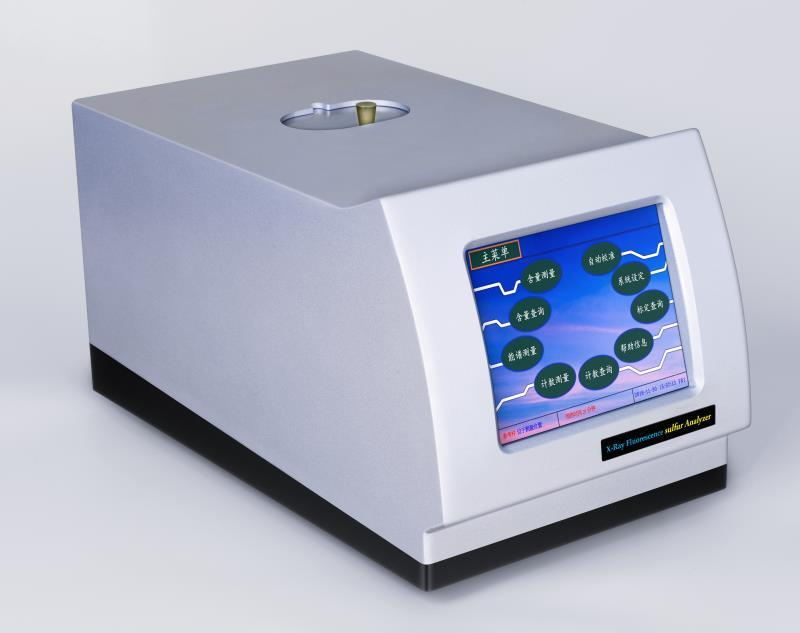 主菜单
含量测量
自动校准
系统设定
含量查询
标定查询
能谱测量
帮助信息
计数测量
计数查询
X-Ray Fluorescence sulfur Analyzer